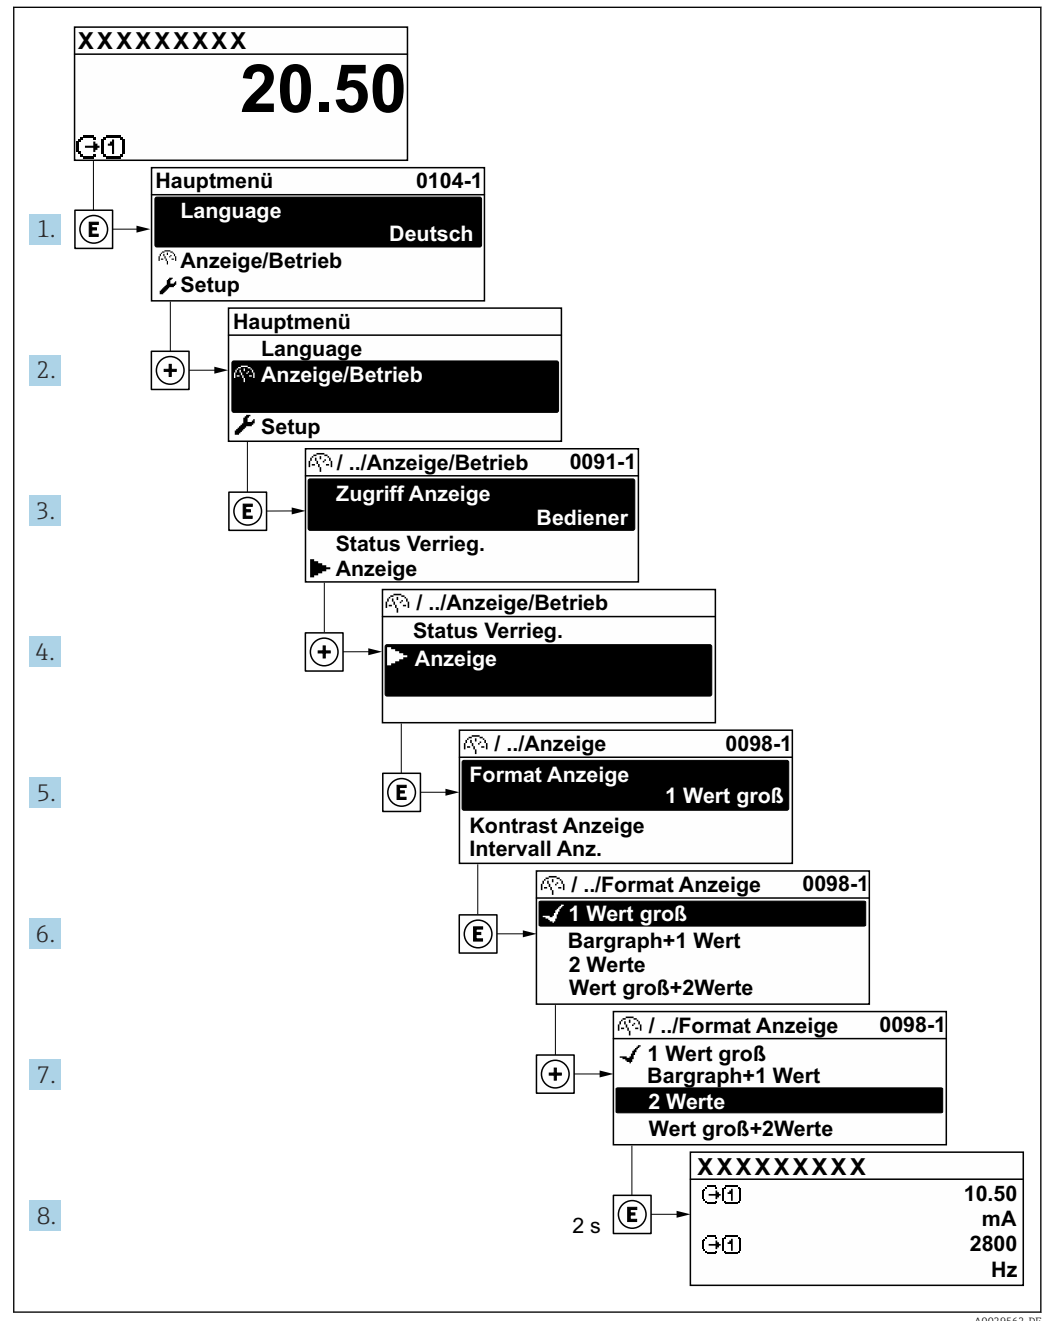 XXXXXXXXX
20.50
1
Hauptmenü 0104-1
1. E Language
Deutsch
Anzeige/Betrieb
Setup
Hauptmenü
Language
2. + Anzeige/Betrieb
Setup
/ ../Anzeige/Betrieb 0091-1
Zugriff Anzeige
3. E Bediener
Status Verrieg.
Anzeige
/ ../Anzeige/Betrieb
Status Verrieg.
4. + Anzeige
/ ../Anzeige 0098-1
Format Anzeige
5. E 1 Wert groß
Kontrast Anzeige
Intervall Anz.
/ ../Format Anzeige 0098-1
1 Wert groß
6. E Bargraph+1 Wert
2 Werte
Wert groß+2Werte
/ ../Format Anzeige 0098-1
1 Wert groß
7. + Bargraph+1 Wert
2 Werte
Wert groß+2Werte
XXXXXXXXX
1 10.50
8. 2 s E mA
1 2800
Hz